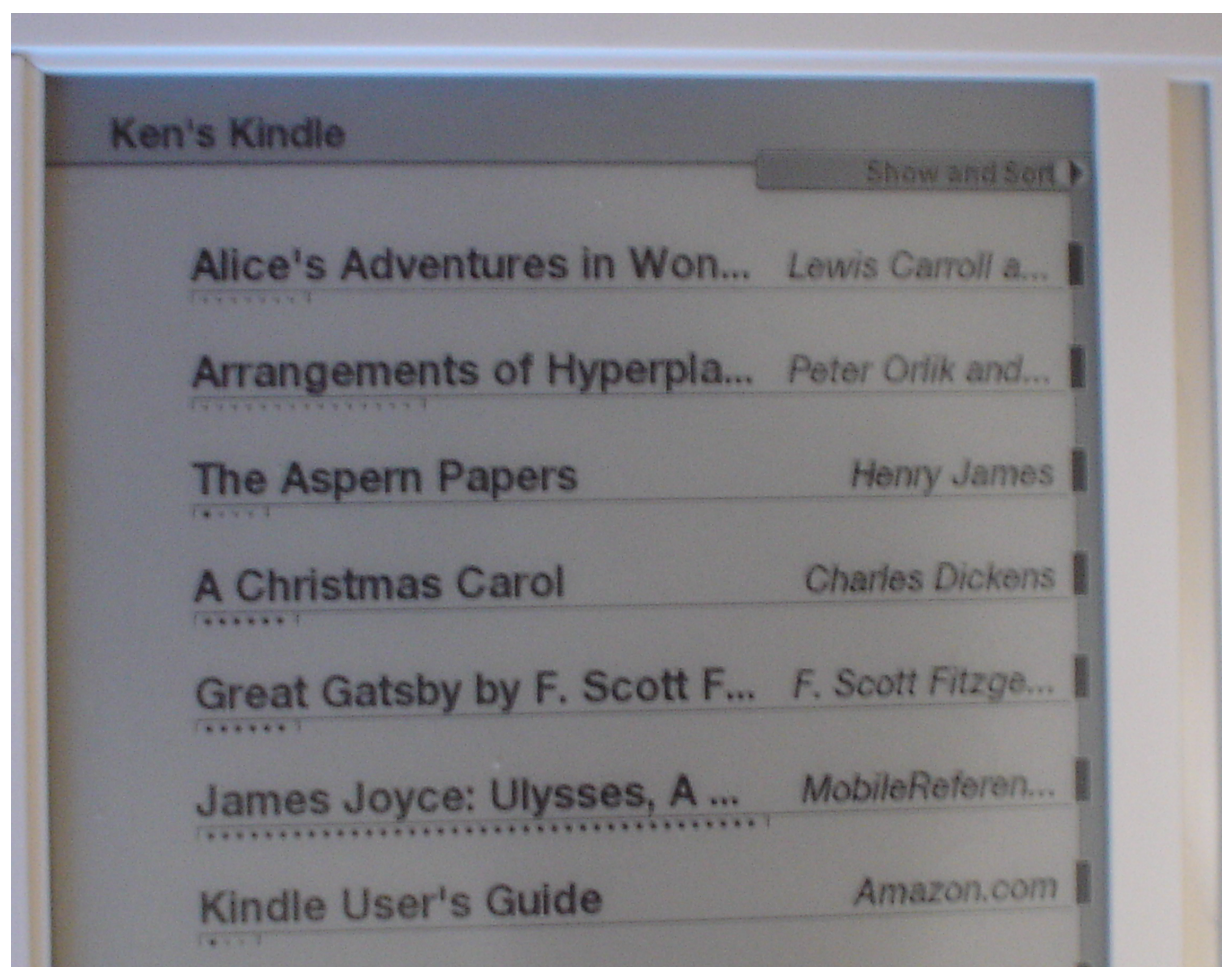 Ken's Kindle
Show and Sort
Alice's Adventures in Won... Lewis Carroll a...
Arrangements of Hyperpla... Peter Orlik and...
The Aspern Papers Henry James
A Christmas Carol Charles Dickens
Great Gatsby by F. Scott F... F. Scott Fitzge...
James Joyce: Ulysses, A ... MobileReferen...
Kindle User's Guide Amazon.com